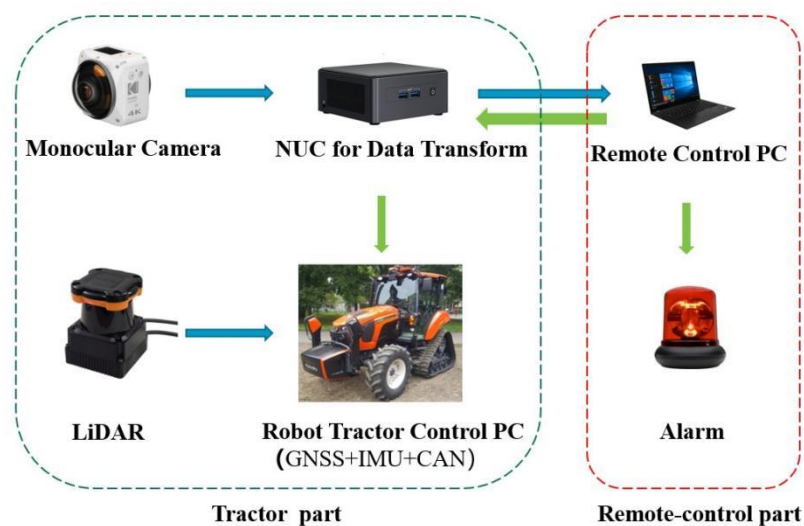 4K
Monocular Camera
NUC for Data Transform
Remote Control PC
LiDAR
Robot Tractor Control PC
Alarm
(GNSS+IMU+CAN)
Tractor part
Remote-control part